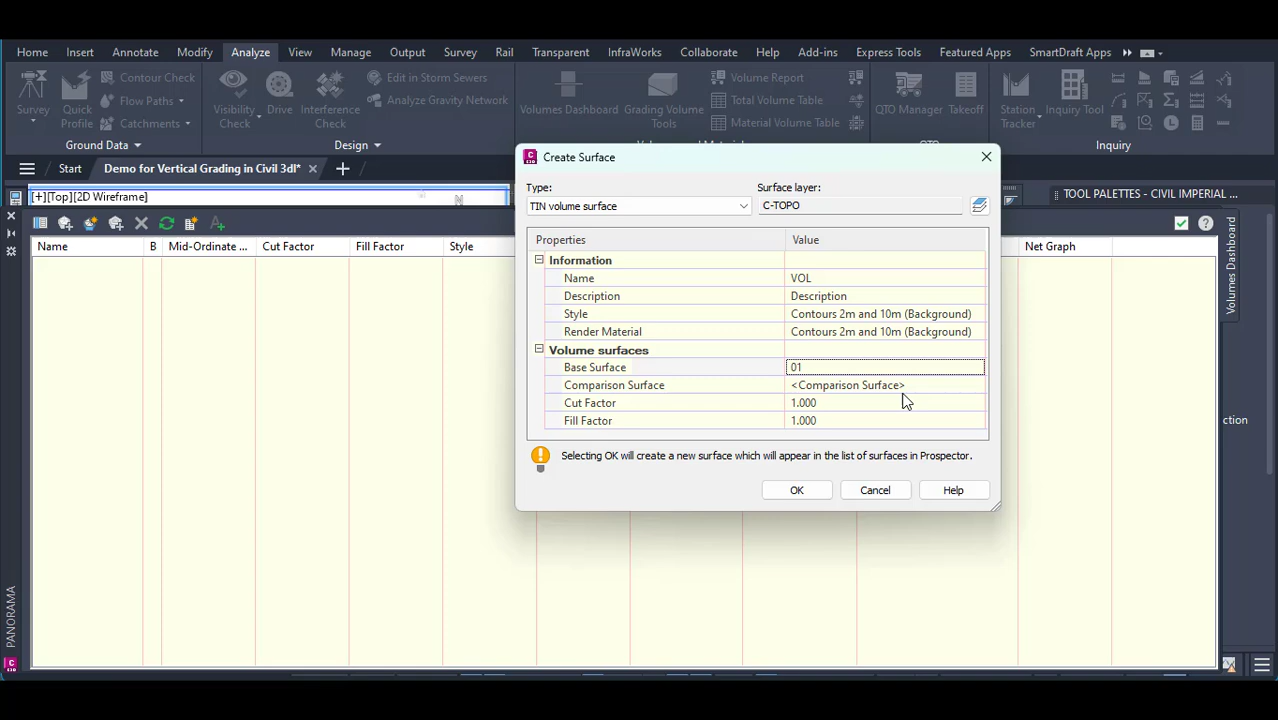 Home Insert Annotate Modify Analyze View Manage Output Survey Rail Transparent InfraWorks Collaborate Help Add-ins Express Tools Featured Apps SmartDraft Apps
Survey
Quick Profile
Contour Check
Flow Paths
Catchments
Visibility Check
Drive
Interference Check
Edit in Storm Sewers
Analyze Gravity Network
Volumes Dashboard
Grading Volume Tools
Volume Report
Total Volume Table
Material Volume Table
QTO Manager
Takeoff
Station Tracker
Inquiry Tool
Ground Data
Design
Inquiry
Start
Demo for Vertical Grading in Civil 3dl*
[+][Top][2D Wireframe]
N
TOOL PALETTES - CIVIL IMPERIAL ...
Name B Mid-Ordinate ... Cut Factor Fill Factor Style Net Graph
Volumes Dashboard
PANORAMA
Create Surface
Type:
TIN volume surface
Surface layer:
C-TOPO
Properties Value
Information
Name VOL
Description Description
Style Contours 2m and 10m (Background)
Render Material Contours 2m and 10m (Background)
Volume surfaces
Base Surface 01
Comparison Surface <Comparison Surface>
Cut Factor 1.000
Fill Factor 1.000
Selecting OK will create a new surface which will appear in the list of surfaces in Prospector.
OK Cancel Help